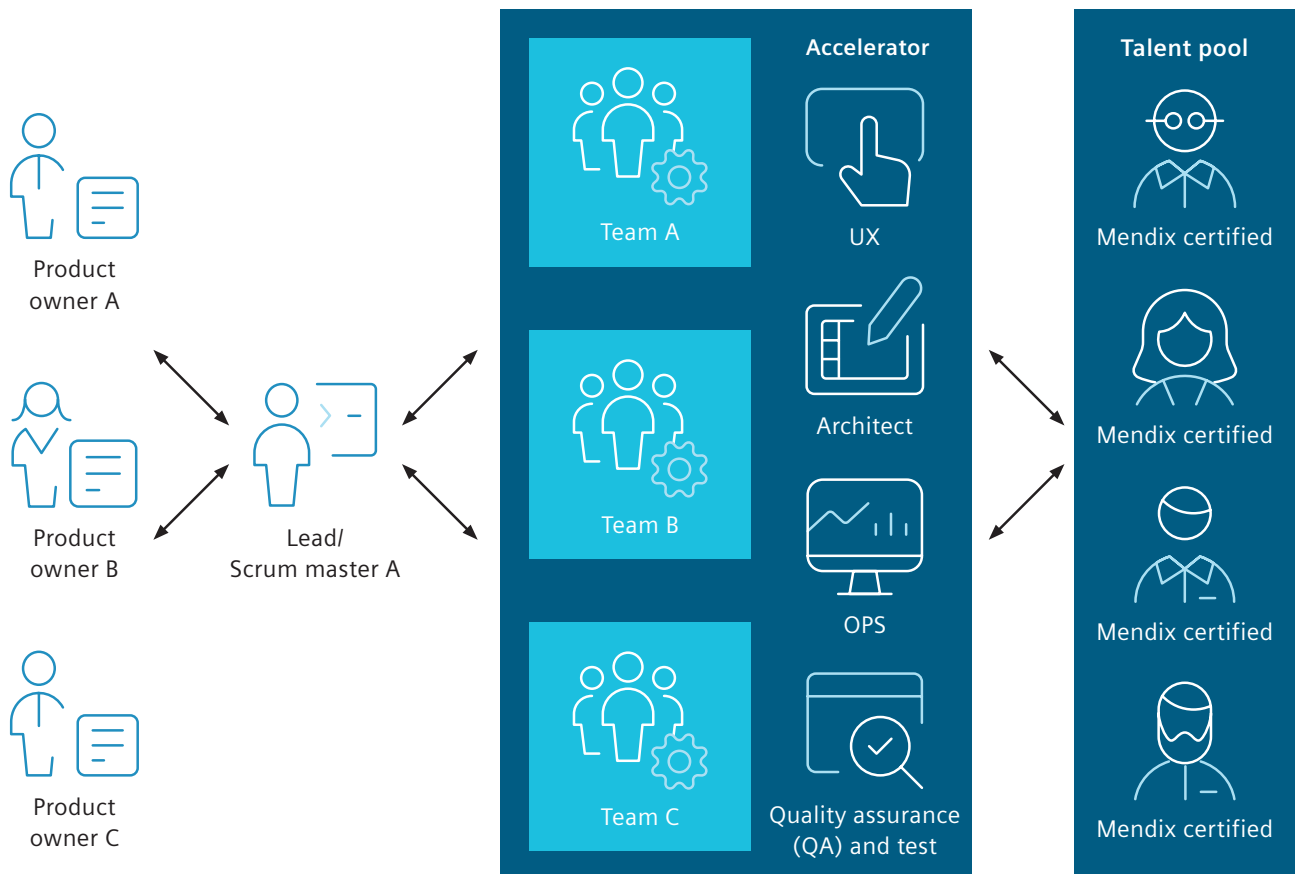 Product
owner A
Product
owner B
Product
owner C
Lead/
Scrum master A
Accelerator
Team A
Team B
Team C
UX
Architect
OPS
Quality assurance
(QA) and test
Talent pool
Mendix certified
Mendix certified
Mendix certified
Mendix certified